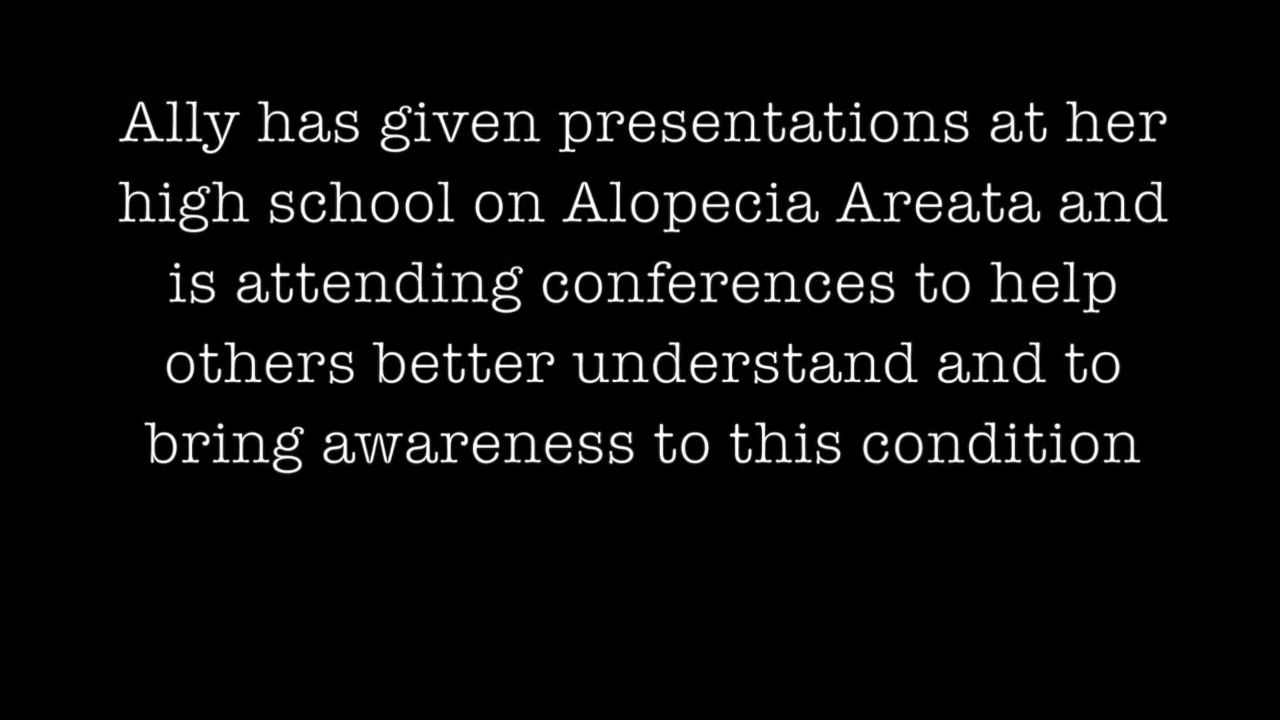 Ally has given presentations at her
high school on Alopecia Areata and
is attending conferences to help
others better understand and to
bring awareness to this condition